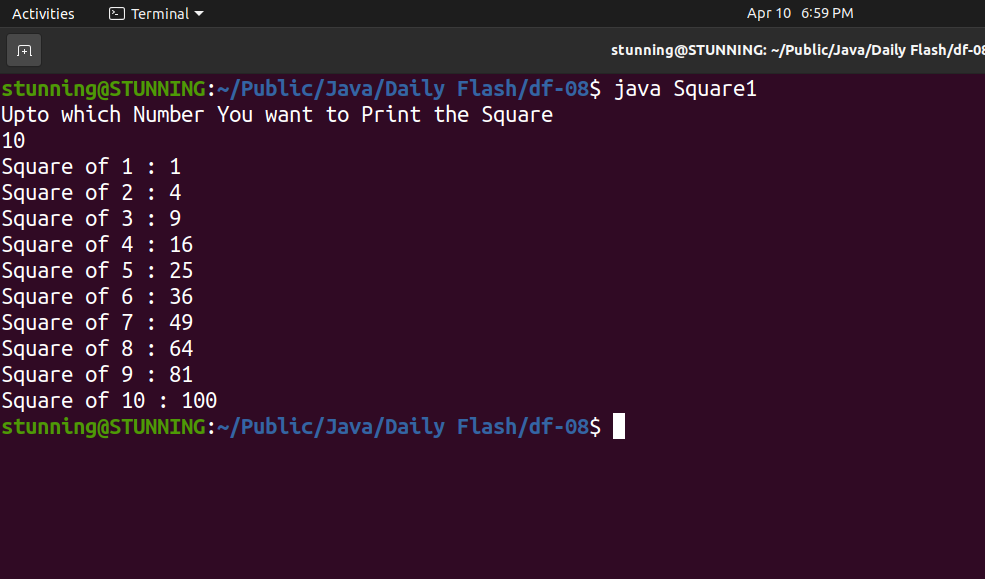 Activities Terminal Apr 10 6:59 PM
stunning@STUNNING: ~/Public/Java/Daily Flash/df-08
stunning@STUNNING:~/Public/Java/Daily Flash/df-08$ java Square1
Upto which Number You want to Print the Square
10
Square of 1 : 1
Square of 2 : 4
Square of 3 : 9
Square of 4 : 16
Square of 5 : 25
Square of 6 : 36
Square of 7 : 49
Square of 8 : 64
Square of 9 : 81
Square of 10 : 100
stunning@STUNNING:~/Public/Java/Daily Flash/df-08$